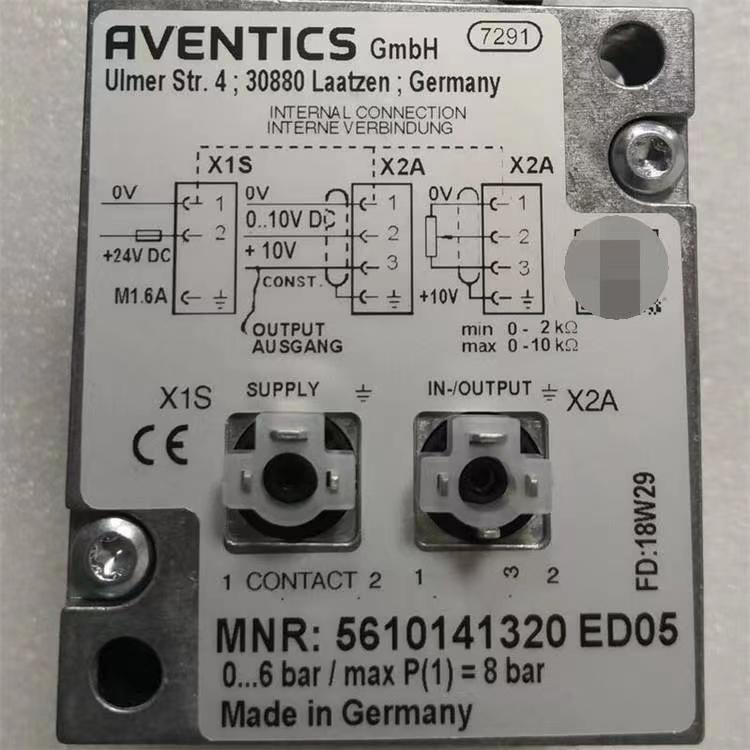 AVENTICS GmbH 7291
Ulmer Str. 4 ; 30880 Laatzen ; Germany
INTERNAL CONNECTION
INTERNE VERBINDUNG
X1S X2A X2A
0V 1 0V 1 0V 1
2 0..10V DC 2 2
+24V DC + 10V 3 3
M1.6A CONST. +10V
OUTPUT min 0 - 2 kΩ
AUSGANG max 0 -10 kΩ
X1S SUPPLY IN-/OUTPUT X2A
CE
FD:18W29
1 CONTACT 2 1 3 2
MNR: 5610141320 ED05
0...6 bar / max P(1) = 8 bar
Made in Germany